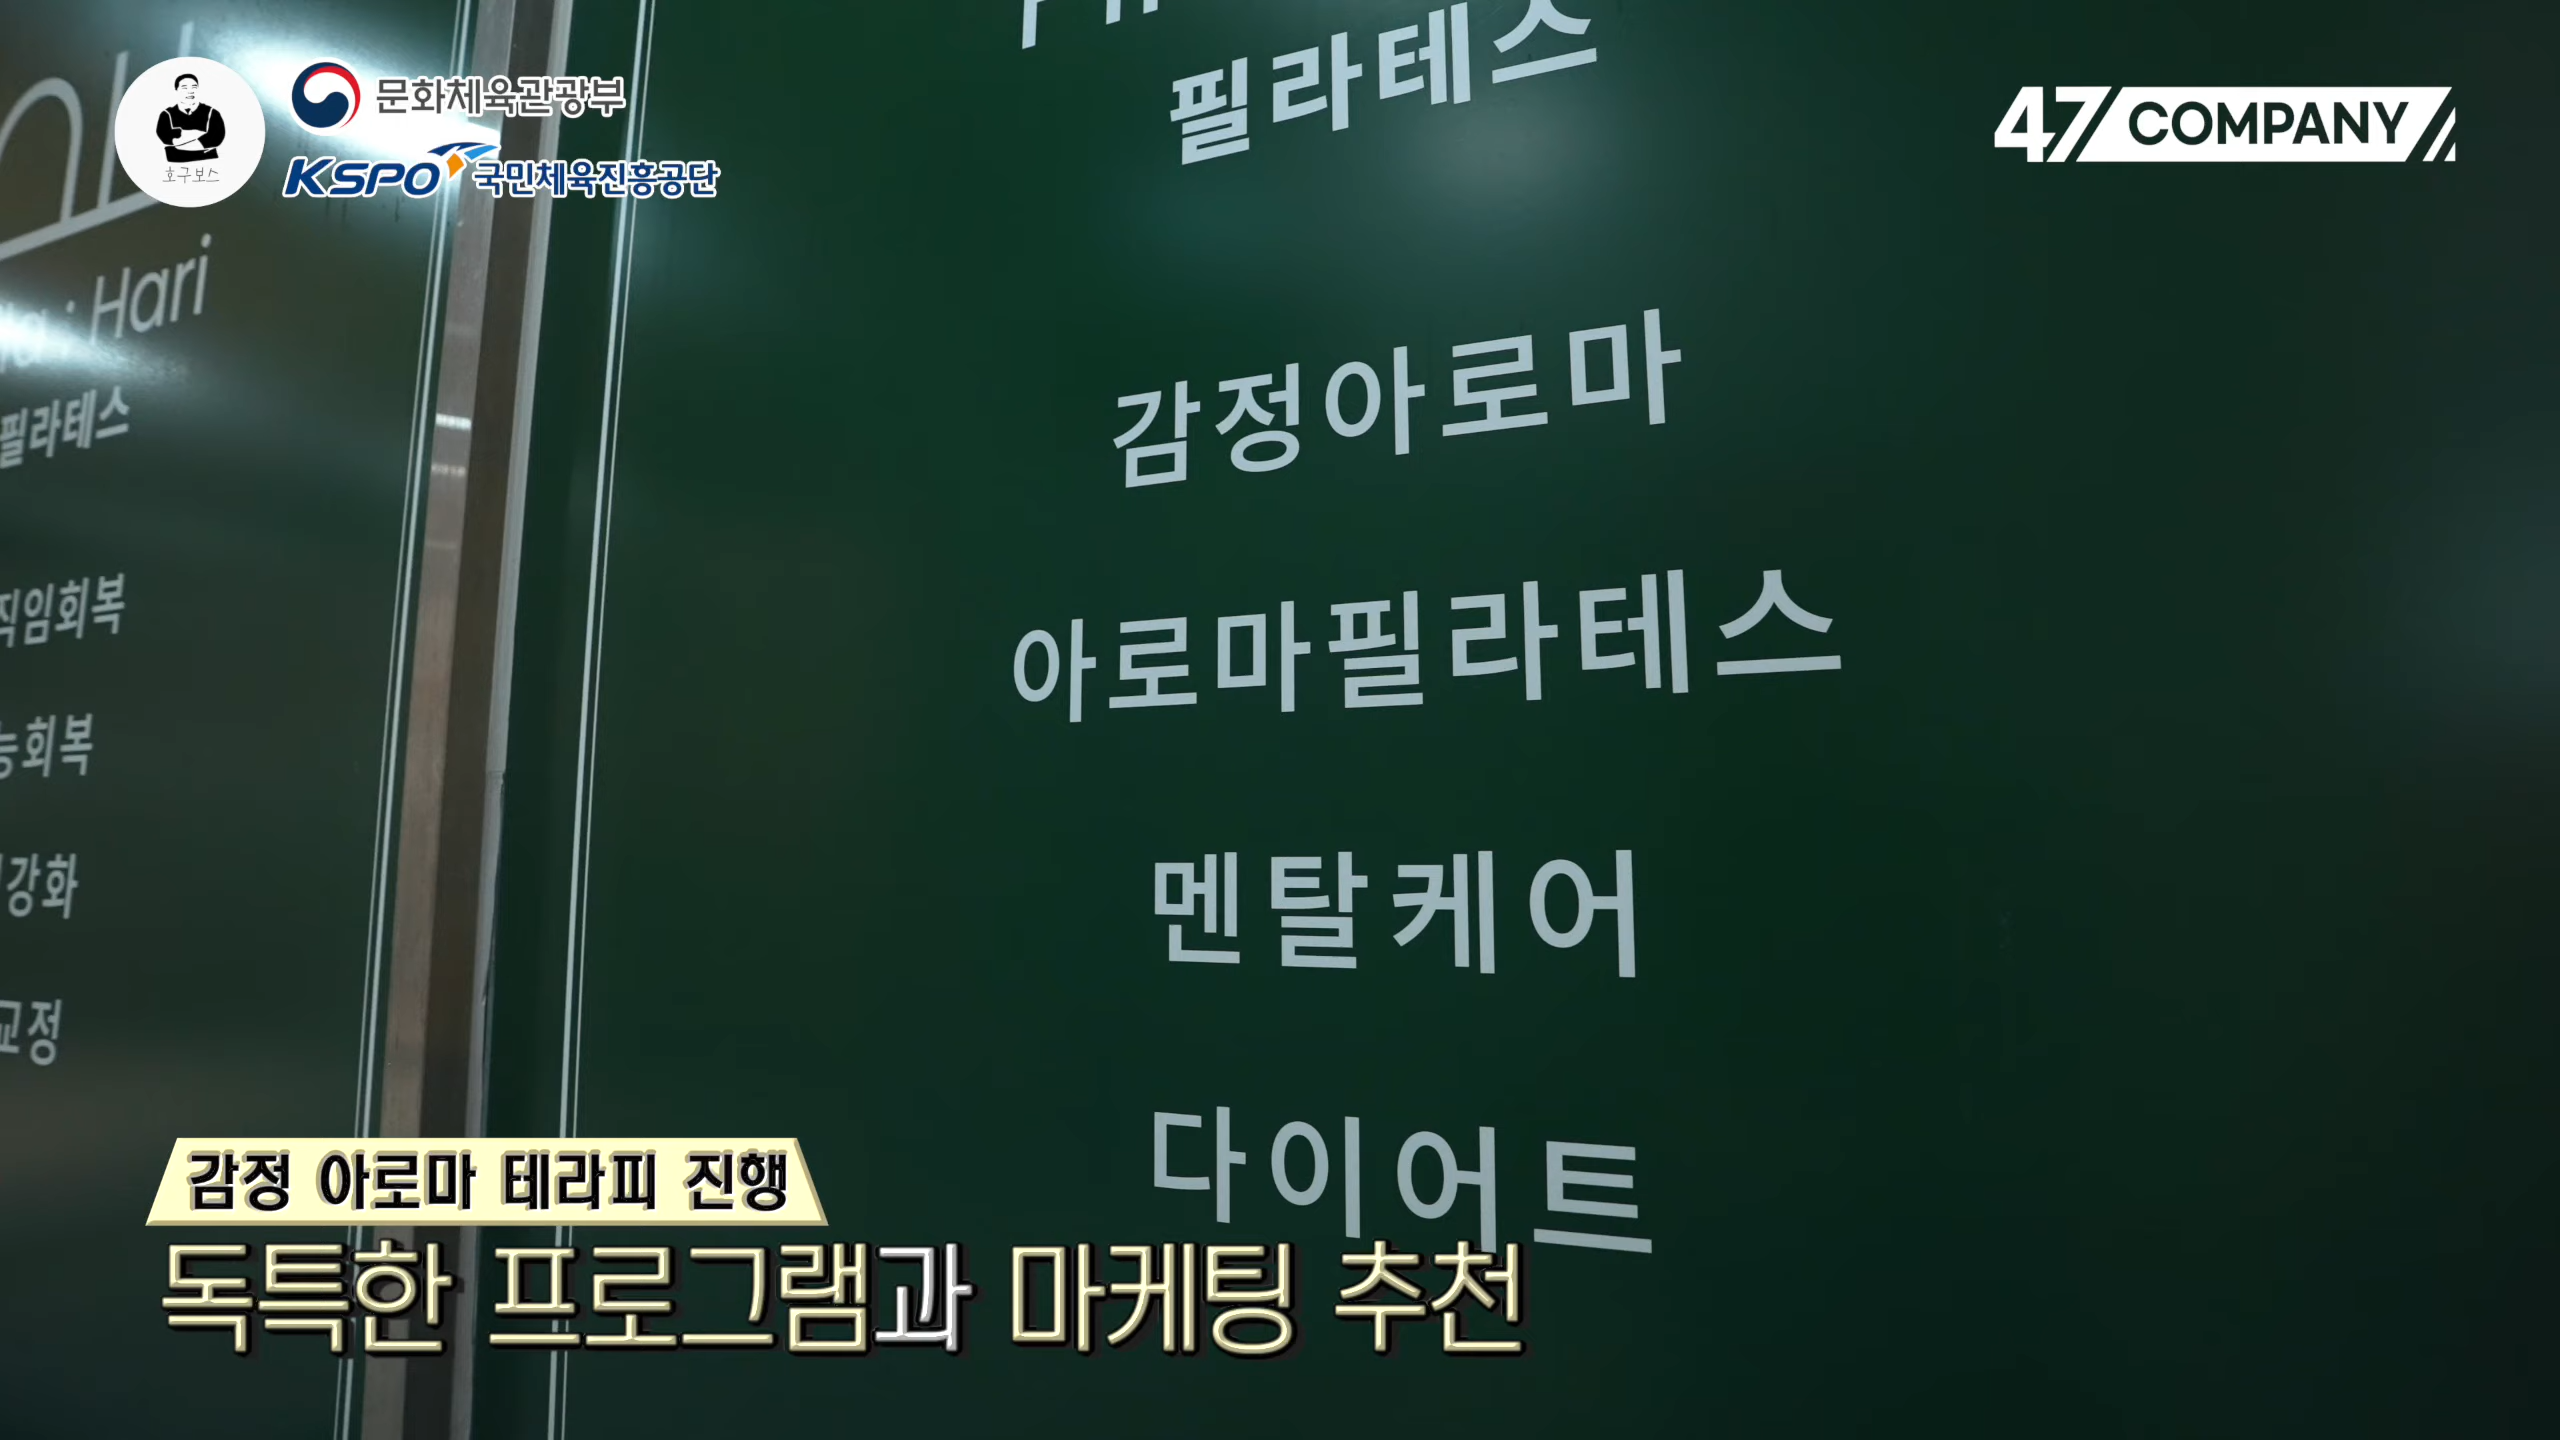 호구보스
문화체육관광부
KSPO 국민체육진흥공단
47 COMPANY
: Hari
필라테스
회복
회복
강화
교정
필라테스
감정아로마
아로마필라테스
멘탈케어
다이어트
감정 아로마 테라피 진행
독특한 프로그램과 마케팅 추천